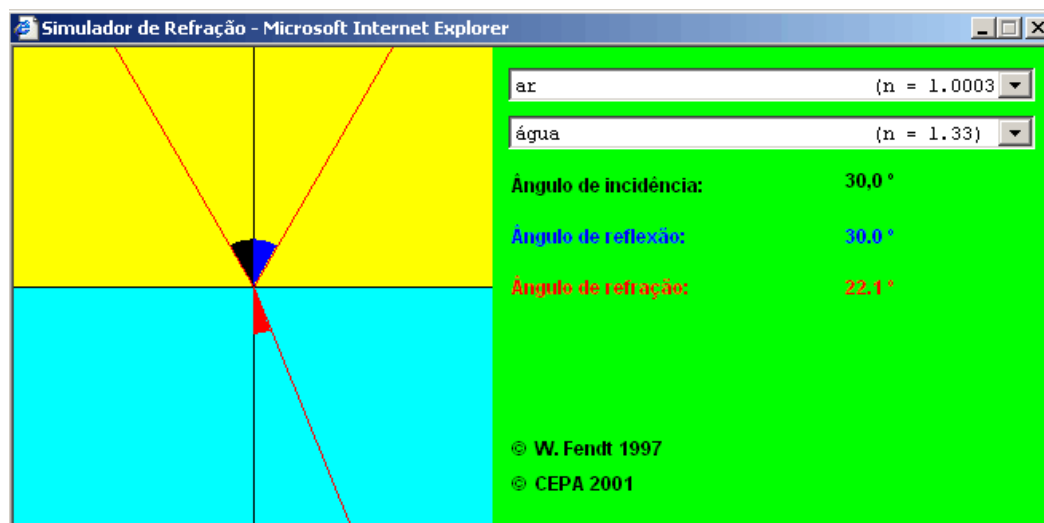 Simulador de Refração - Microsoft Internet Explorer
ar (n = 1.0003
água (n = 1.33)
Ângulo de incidência: 30,0 º
Ângulo de reflexão: 30.0 º
Ângulo de refração: 22.1 º
© W. Fendt 1997
© CEPA 2001